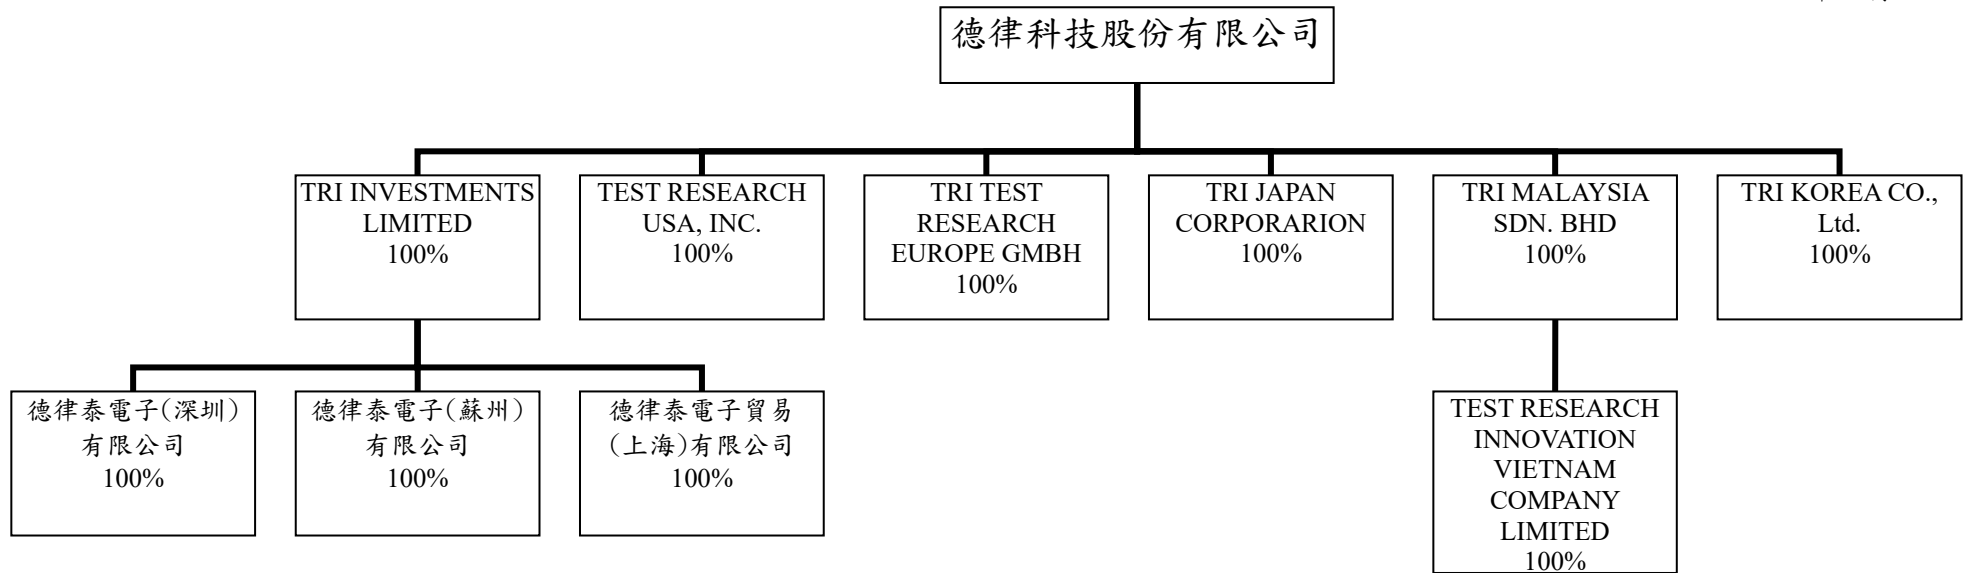 德律科技股份有限公司
TRI INVESTMENTS
LIMITED
100%
TEST RESEARCH
USA, INC.
100%
TRI TEST
RESEARCH
EUROPE GMBH
100%
TRI JAPAN
CORPORARION
100%
TRI MALAYSIA
SDN. BHD
100%
TRI KOREA CO.,
Ltd.
100%
德律泰電子(深圳)
有限公司
100%
德律泰電子(蘇州)
有限公司
100%
德律泰電子貿易
(上海)有限公司
100%
TEST RESEARCH
INNOVATION
VIETNAM
COMPANY
LIMITED
100%